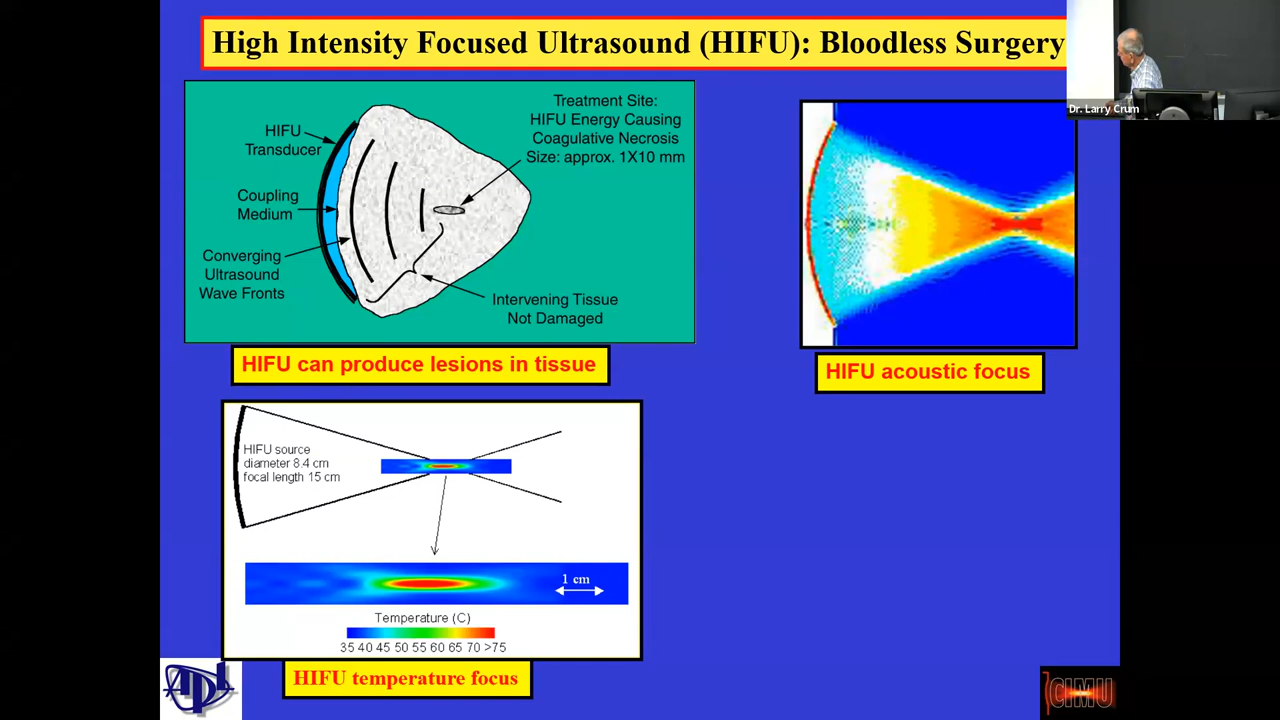 High Intensity Focused Ultrasound (HIFU): Bloodless Surgery
Dr. Larry Crum
HIFU
Transducer
Coupling
Medium
Converging
Ultrasound
Wave Fronts
Treatment Site:
HIFU Energy Causing
Coagulative Necrosis
Size: approx. 1X10 mm
Intervening Tissue
Not Damaged
HIFU can produce lesions in tissue
HIFU acoustic focus
HIFU source
diameter 8.4 cm
focal length 15 cm
1 cm
Temperature (C)
35 40 45 50 55 60 65 70 >75
HIFU temperature focus
APL
CIMU